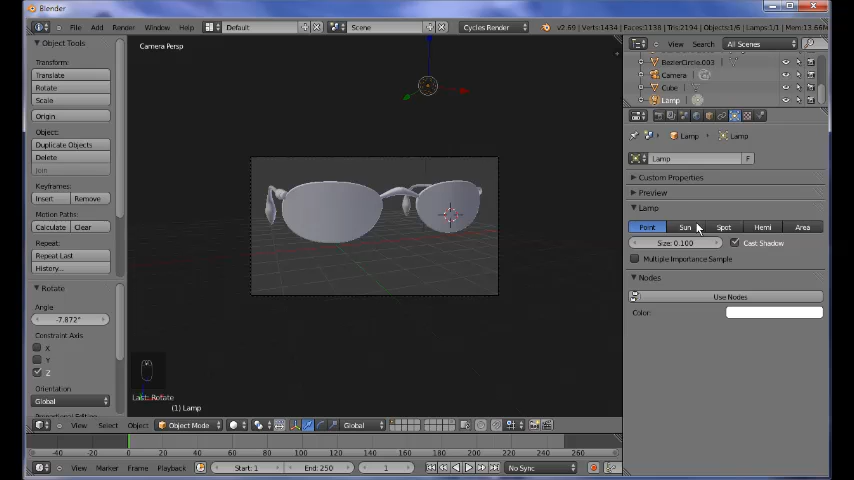 Blender
File Add Render Window Help Default Scene Cycles Render v2.69 | Verts:1434 | Faces:1138 | Tris:2194 | Objects:1/6 | Lamps:1/1 | Mem:13.66M
Object Tools
Transform:
Translate
Rotate
Scale
Origin
Object:
Duplicate Objects
Delete
Join
Keyframes:
Insert Remove
Motion Paths:
Calculate Clear
Repeat:
Repeat Last
History...
Rotate
Angle
-7.872°
Constraint Axis
X
Y
Z
Orientation
Global
Camera Persp
Last: Rotate
(1) Lamp
View Select Object Object Mode Global
View Search All Scenes
BezierCircle.003
Camera
Cube
Lamp
Lamp Lamp
Lamp F
Custom Properties
Preview
Lamp
Point Sun Spot Hemi Area
Size: 0.100 Cast Shadow
Multiple Importance Sample
Nodes
Use Nodes
Color:
-40 -20 0 20 40 60 80 100 120 140 160 180 200 220 240 260
View Marker Frame Playback Start: 1 End: 250 1 No Sync